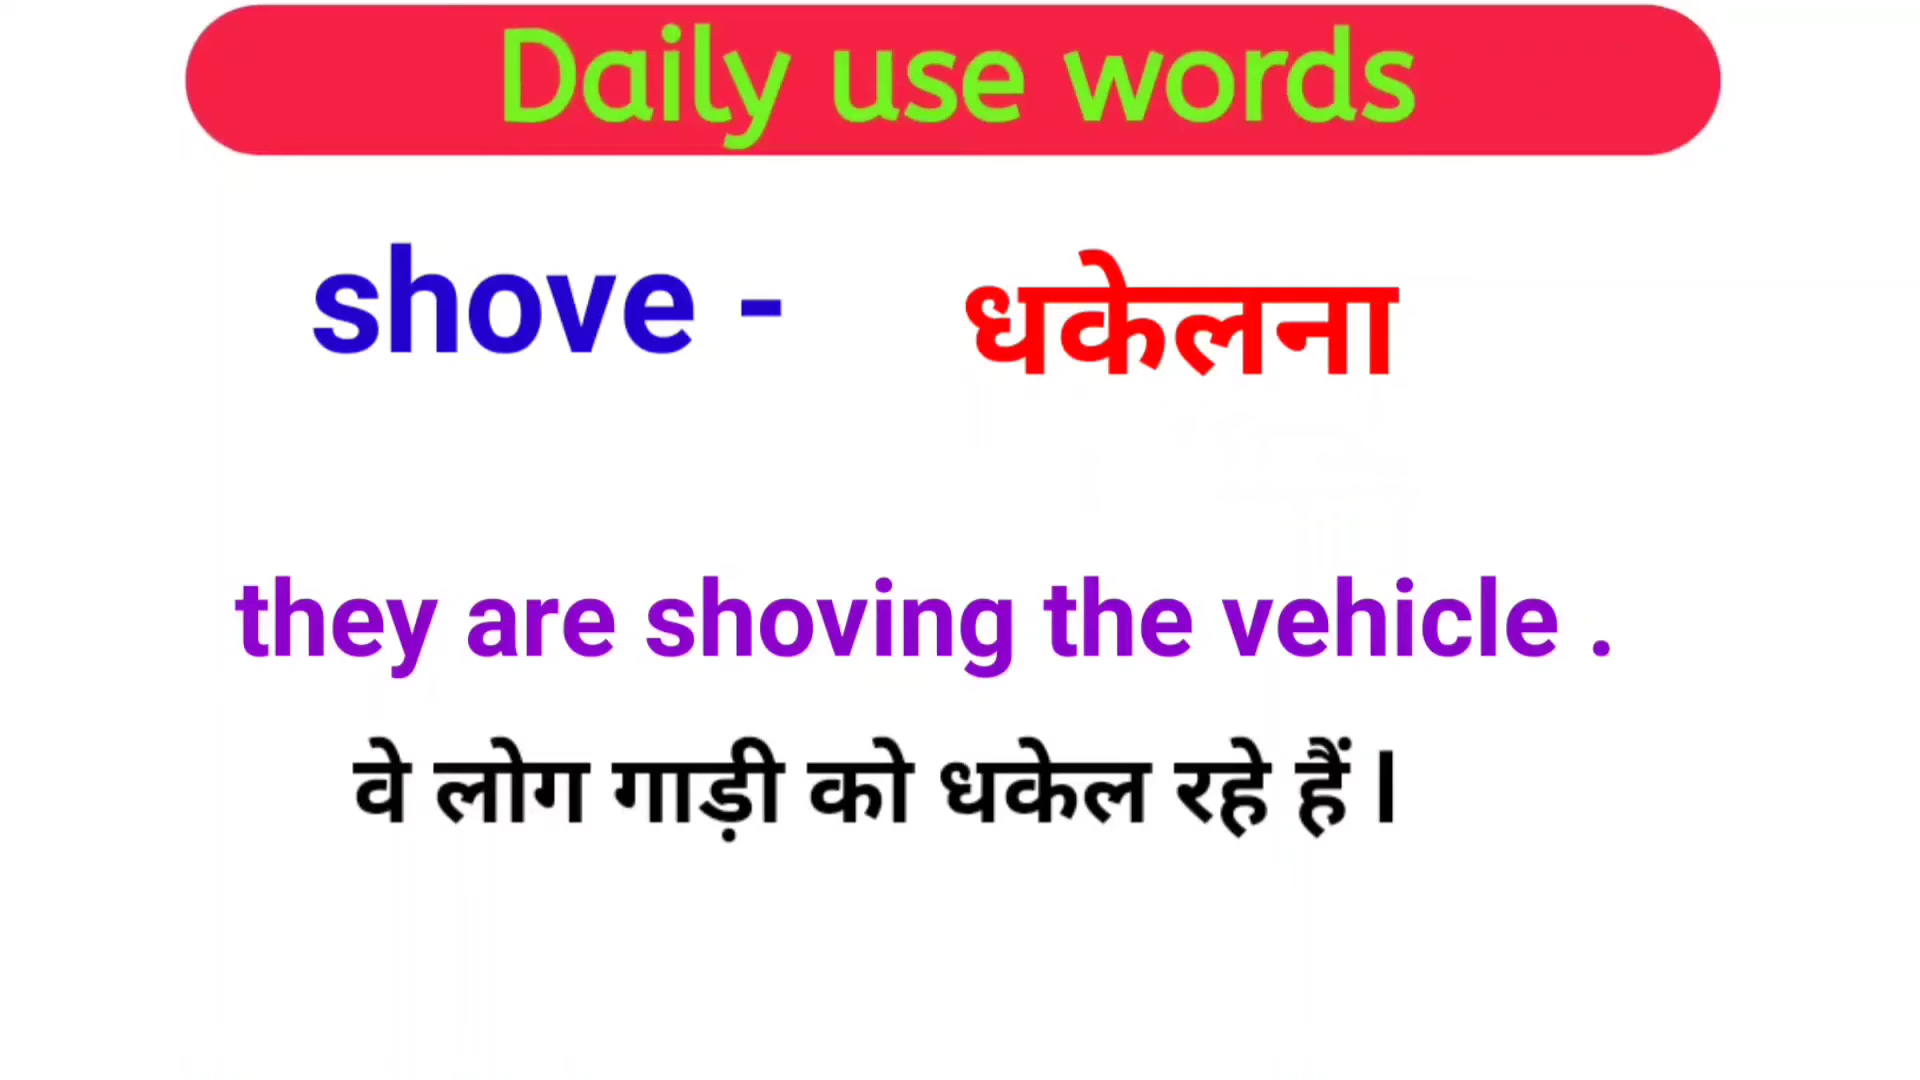 Daily use words
shove - धकेलना
they are shoving the vehicle .
वे लोग गाड़ी को धकेल रहे हैं l